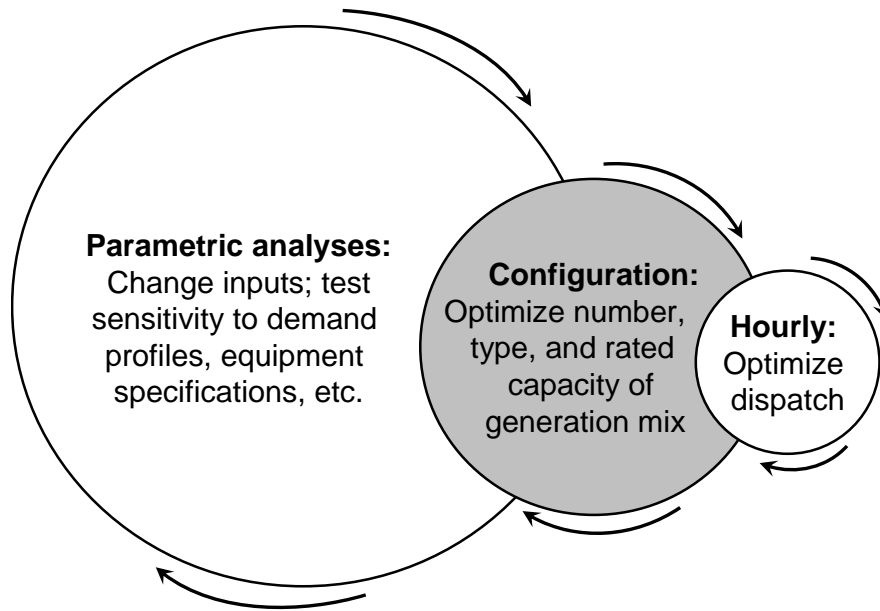 Parametric analyses:
Change inputs; test
sensitivity to demand
profiles, equipment
specifications, etc.
Configuration:
Optimize number,
type, and rated
capacity of
generation mix
Hourly:
Optimize
dispatch